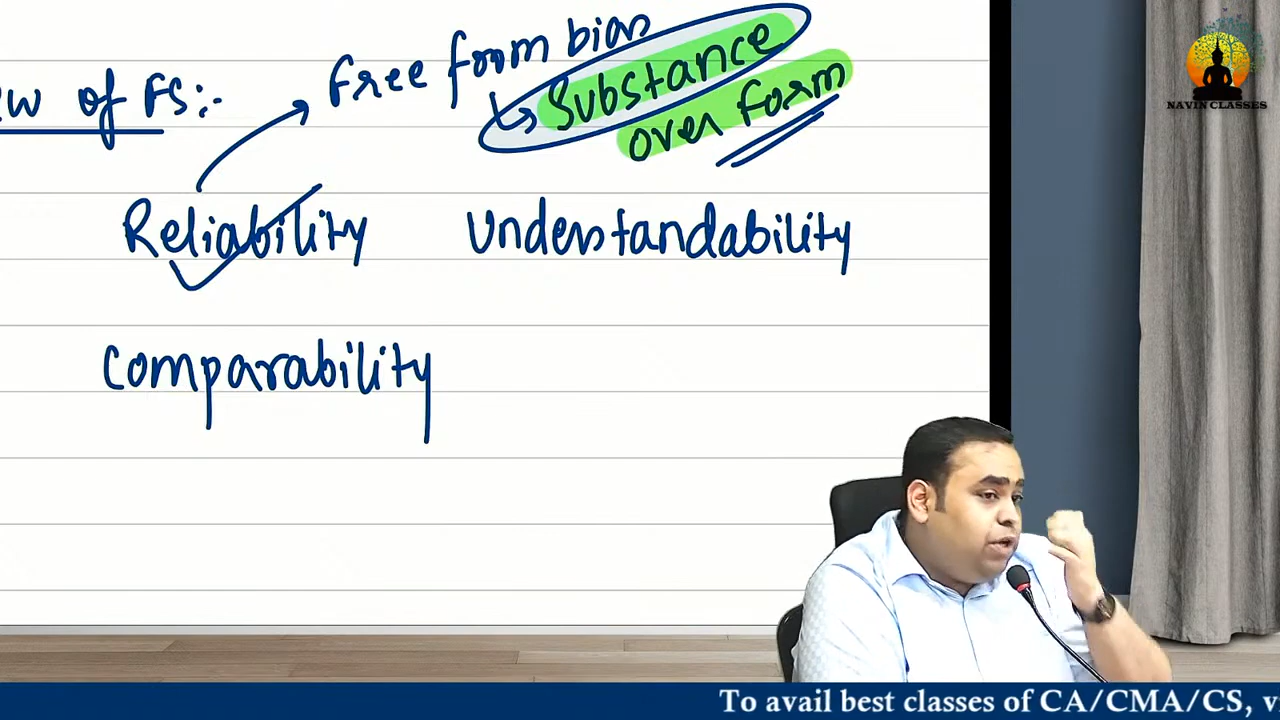 Free from bias
↳ Substance
over form
ew of FS:-
Reliability Understandability
Comparability
NAVIN CLASSES
To avail best classes of CA/CMA/CS, v